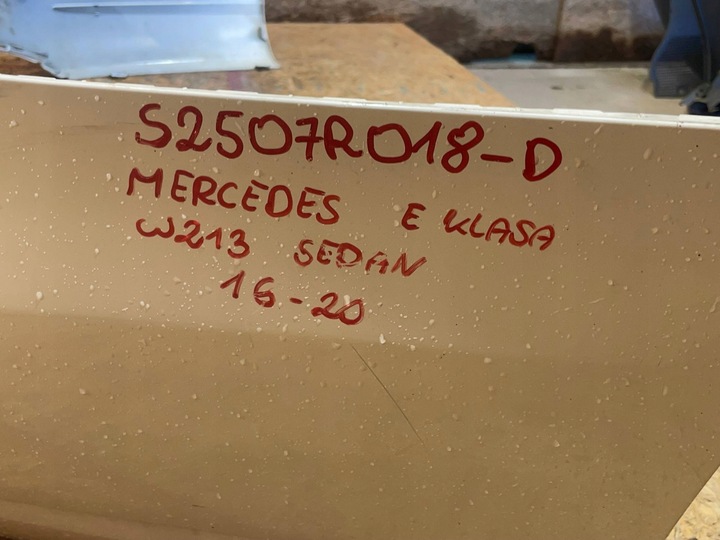 S2507R018-D
MERCEDES E KLASA
W213 SEDAN
16-20